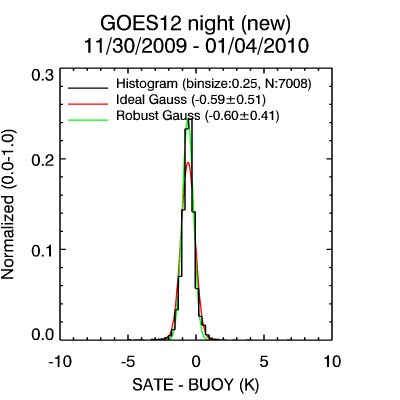 GOES12 night (new)
11/30/2009 - 01/04/2010
Histogram (binsize:0.25, N:7008)
Ideal Gauss (-0.59±0.51)
Robust Gauss (-0.60±0.41)
0.3
0.2
0.1
0.0
Normalized (0.0-1.0)
-10 -5 0 5 10
SATE - BUOY (K)